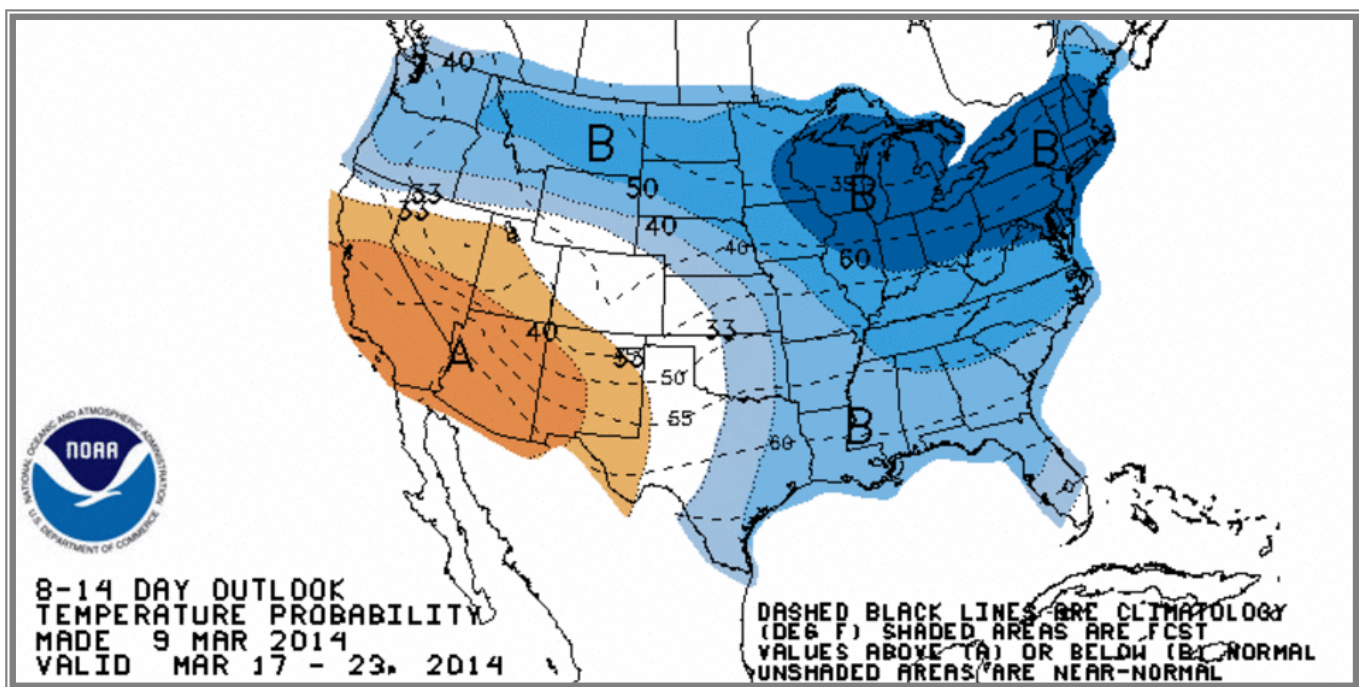 40
B
B
50
35
B
33
33
40
40
60
40
A
33
33
50
55
60
B
NATIONAL OCEANIC AND ATMOSPHERIC ADMINISTRATION
NOAA
U.S. DEPARTMENT OF COMMERCE
8-14 DAY OUTLOOK
TEMPERATURE PROBABILITY
MADE 9 MAR 2014
VALID MAR 17 - 23, 2014
DASHED BLACK LINES ARE CLIMATOLOGY
(DEG F) SHADED AREAS ARE FCST
VALUES ABOVE (A) OR BELOW (B) NORMAL
UNSHADED AREAS ARE NEAR-NORMAL